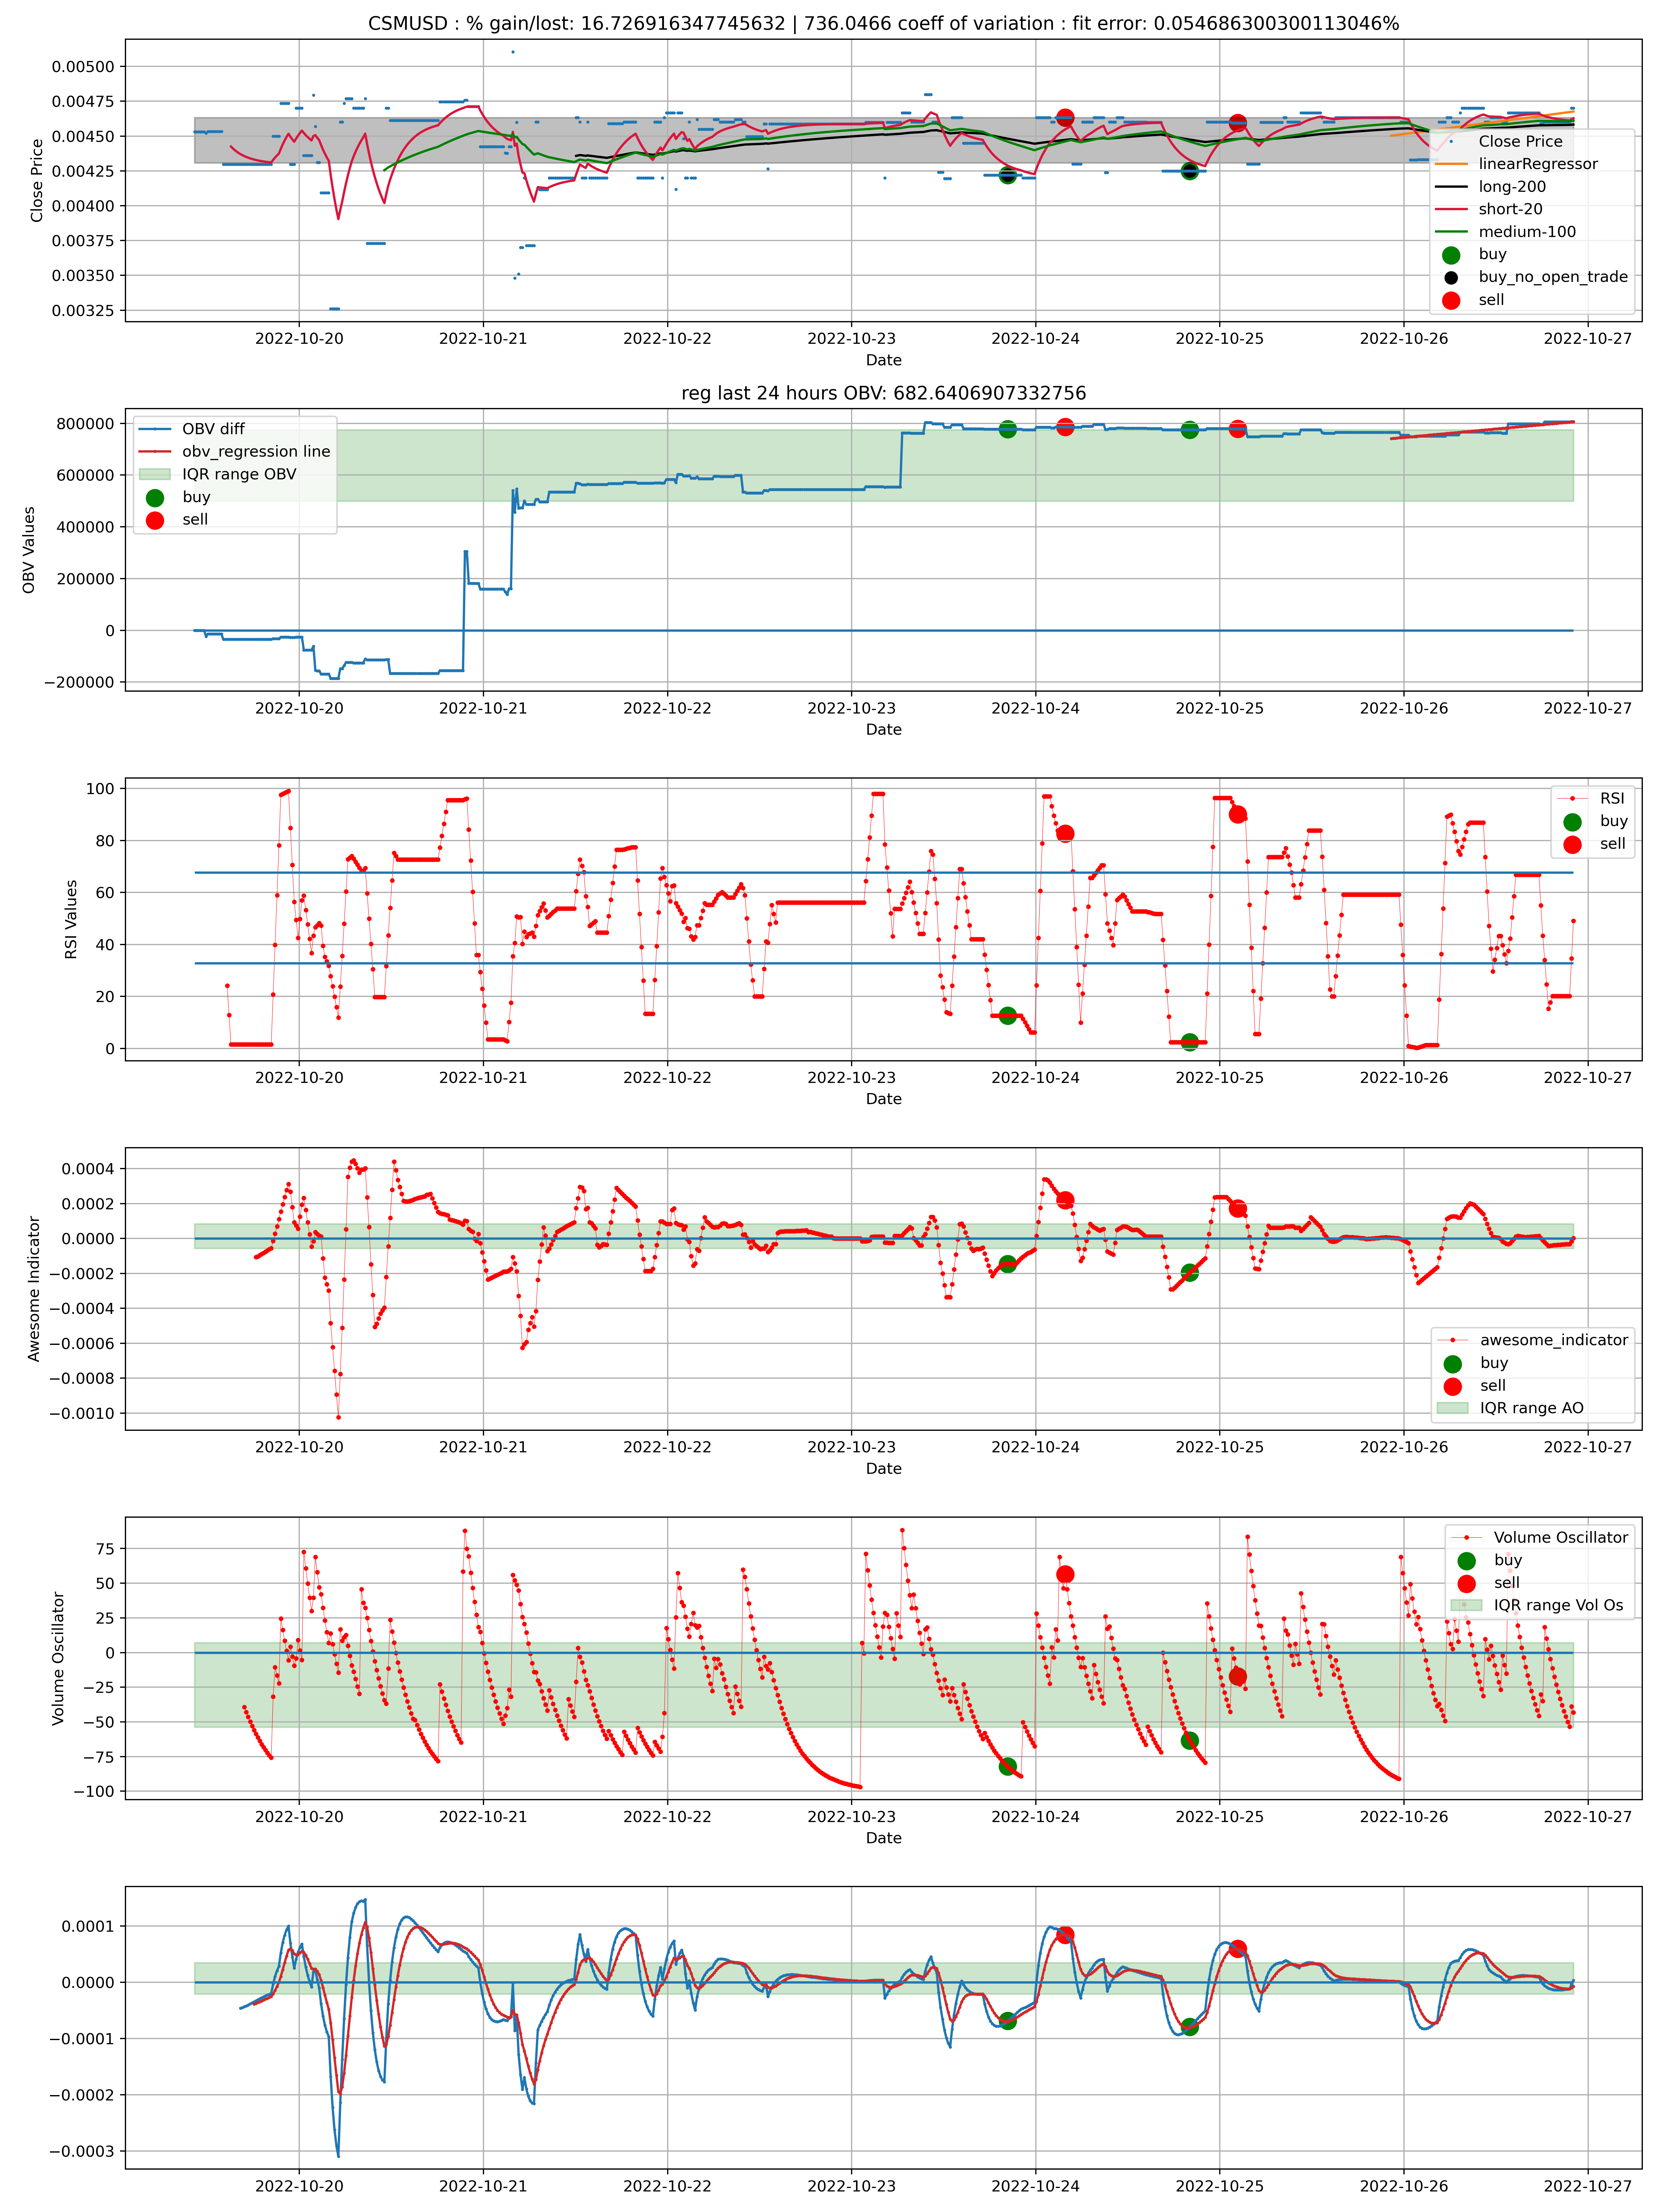 CSMUSD : % gain/lost: 16.726916347745632 | 736.0466 coeff of variation : fit error: 0.054686300300113046%
0.00500
0.00475
0.00450
0.00425
0.00400
0.00375
0.00350
0.00325
Close Price
Close Price
linearRegressor
long-200
short-20
medium-100
buy
buy_no_open_trade
sell
2022-10-20 2022-10-21 2022-10-22 2022-10-23 2022-10-24 2022-10-25 2022-10-26 2022-10-27
Date
reg last 24 hours OBV: 682.6406907332756
800000
600000
400000
200000
0
−200000
OBV Values
OBV diff
obv_regression line
IQR range OBV
buy
sell
2022-10-20 2022-10-21 2022-10-22 2022-10-23 2022-10-24 2022-10-25 2022-10-26 2022-10-27
Date
100
80
60
40
20
0
RSI Values
RSI
buy
sell
2022-10-20 2022-10-21 2022-10-22 2022-10-23 2022-10-24 2022-10-25 2022-10-26 2022-10-27
Date
0.0004
0.0002
0.0000
−0.0002
−0.0004
−0.0006
−0.0008
−0.0010
Awesome Indicator
awesome_indicator
buy
sell
IQR range AO
2022-10-20 2022-10-21 2022-10-22 2022-10-23 2022-10-24 2022-10-25 2022-10-26 2022-10-27
Date
75
50
25
0
−25
−50
−75
−100
Volume Oscillator
Volume Oscillator
buy
sell
IQR range Vol Os
2022-10-20 2022-10-21 2022-10-22 2022-10-23 2022-10-24 2022-10-25 2022-10-26 2022-10-27
Date
0.0001
0.0000
−0.0001
−0.0002
−0.0003
2022-10-20 2022-10-21 2022-10-22 2022-10-23 2022-10-24 2022-10-25 2022-10-26 2022-10-27